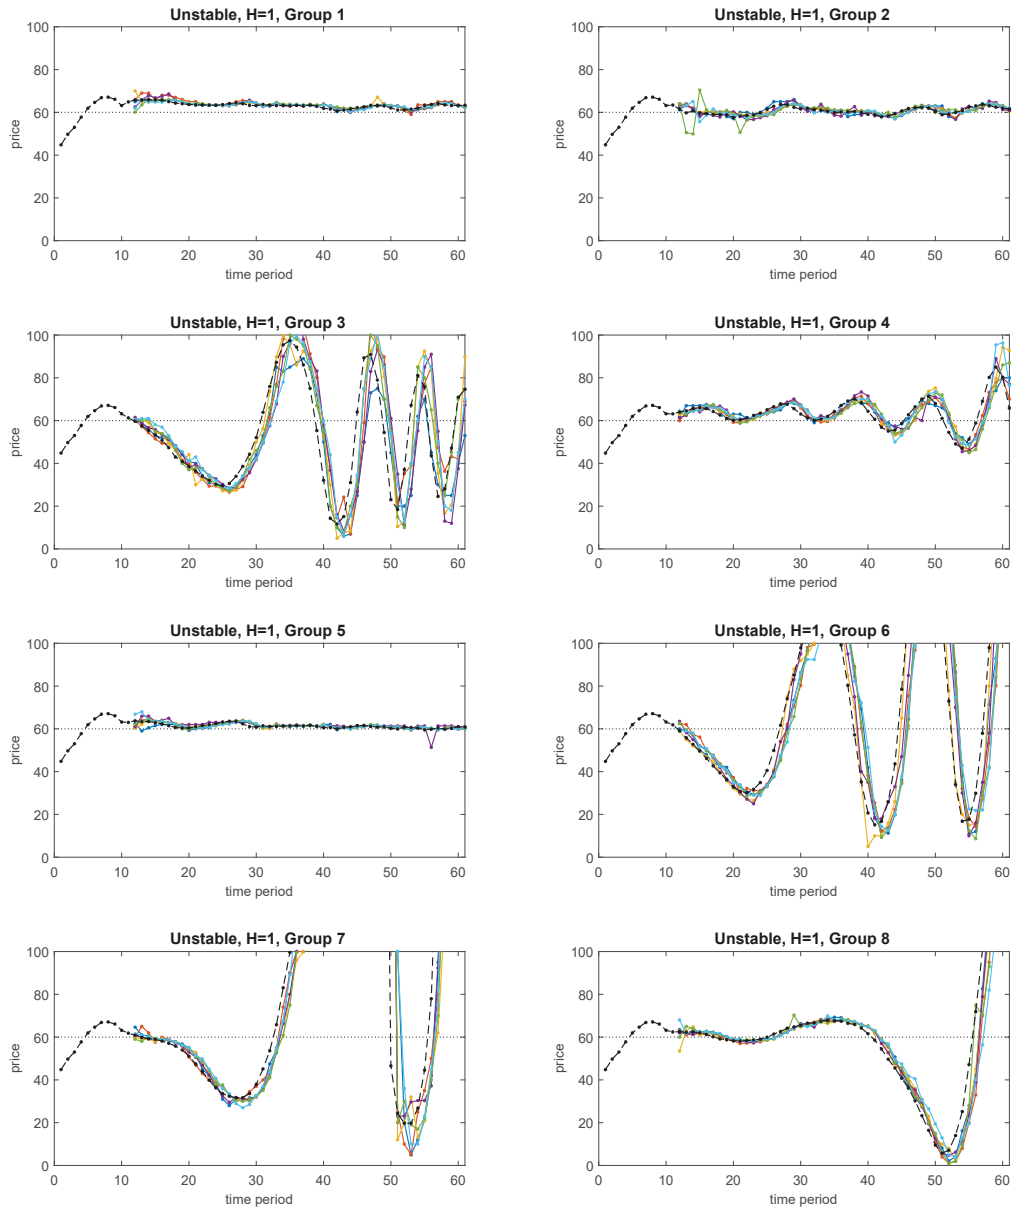 Unstable, H=1, Group 1
100
80
60
40
20
0
price
0 10 20 30 40 50 60
time period
Unstable, H=1, Group 2
100
80
60
40
20
0
price
0 10 20 30 40 50 60
time period
Unstable, H=1, Group 3
100
80
60
40
20
0
price
0 10 20 30 40 50 60
time period
Unstable, H=1, Group 4
100
80
60
40
20
0
price
0 10 20 30 40 50 60
time period
Unstable, H=1, Group 5
100
80
60
40
20
0
price
0 10 20 30 40 50 60
time period
Unstable, H=1, Group 6
100
80
60
40
20
0
price
0 10 20 30 40 50 60
time period
Unstable, H=1, Group 7
100
80
60
40
20
0
price
0 10 20 30 40 50 60
time period
Unstable, H=1, Group 8
100
80
60
40
20
0
price
0 10 20 30 40 50 60
time period